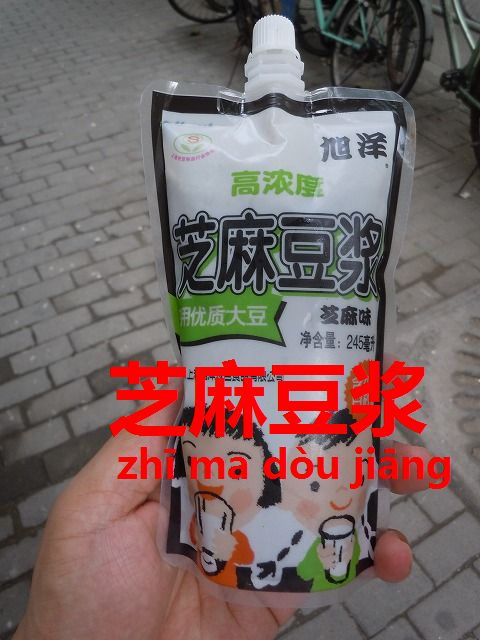 旭洋
高浓度
芝麻豆浆
用优质大豆
芝麻味
净含量：245毫升
芝麻豆浆
zhī ma dòu jiāng